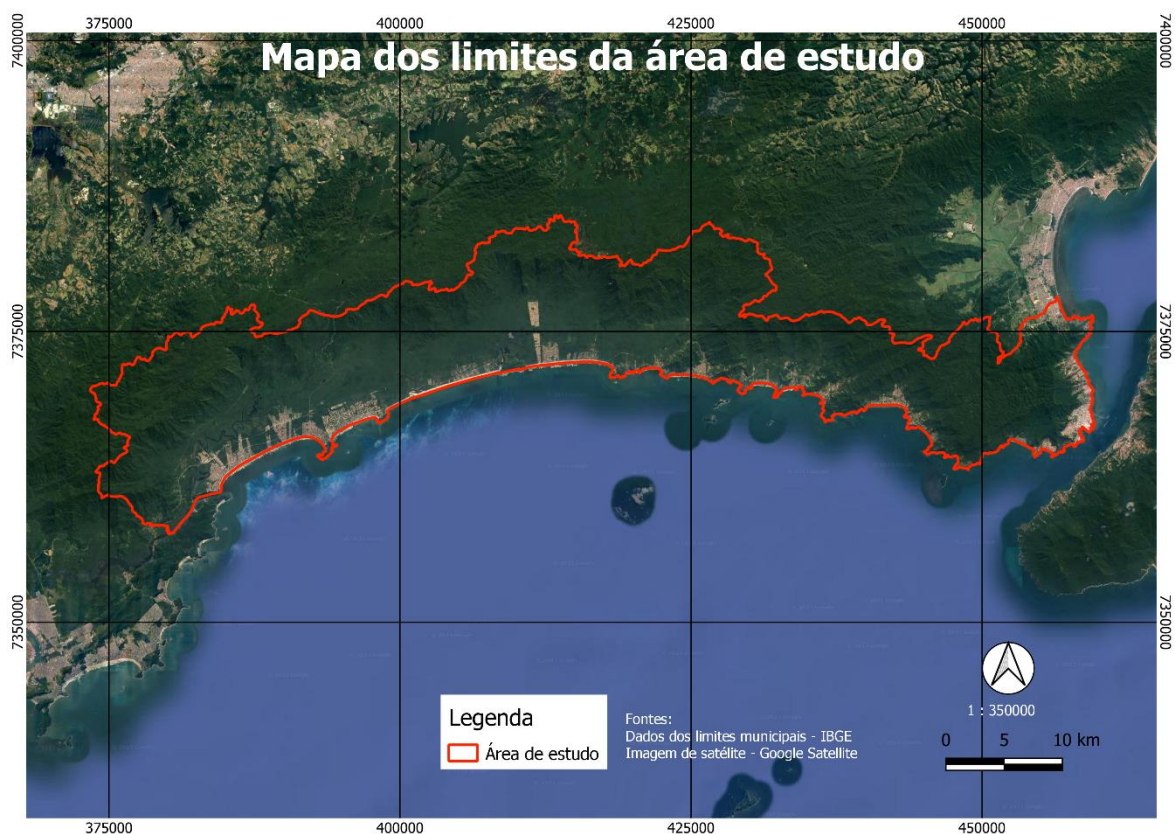 375000 400000 425000 450000
7400000 7400000
Mapa dos limites da área de estudo
7375000 7375000
7350000 7350000
1 : 350000
Legenda
Área de estudo
Fontes:
Dados dos limites municipais - IBGE
Imagem de satélite - Google Satellite
0 5 10 km
375000 400000 425000 450000